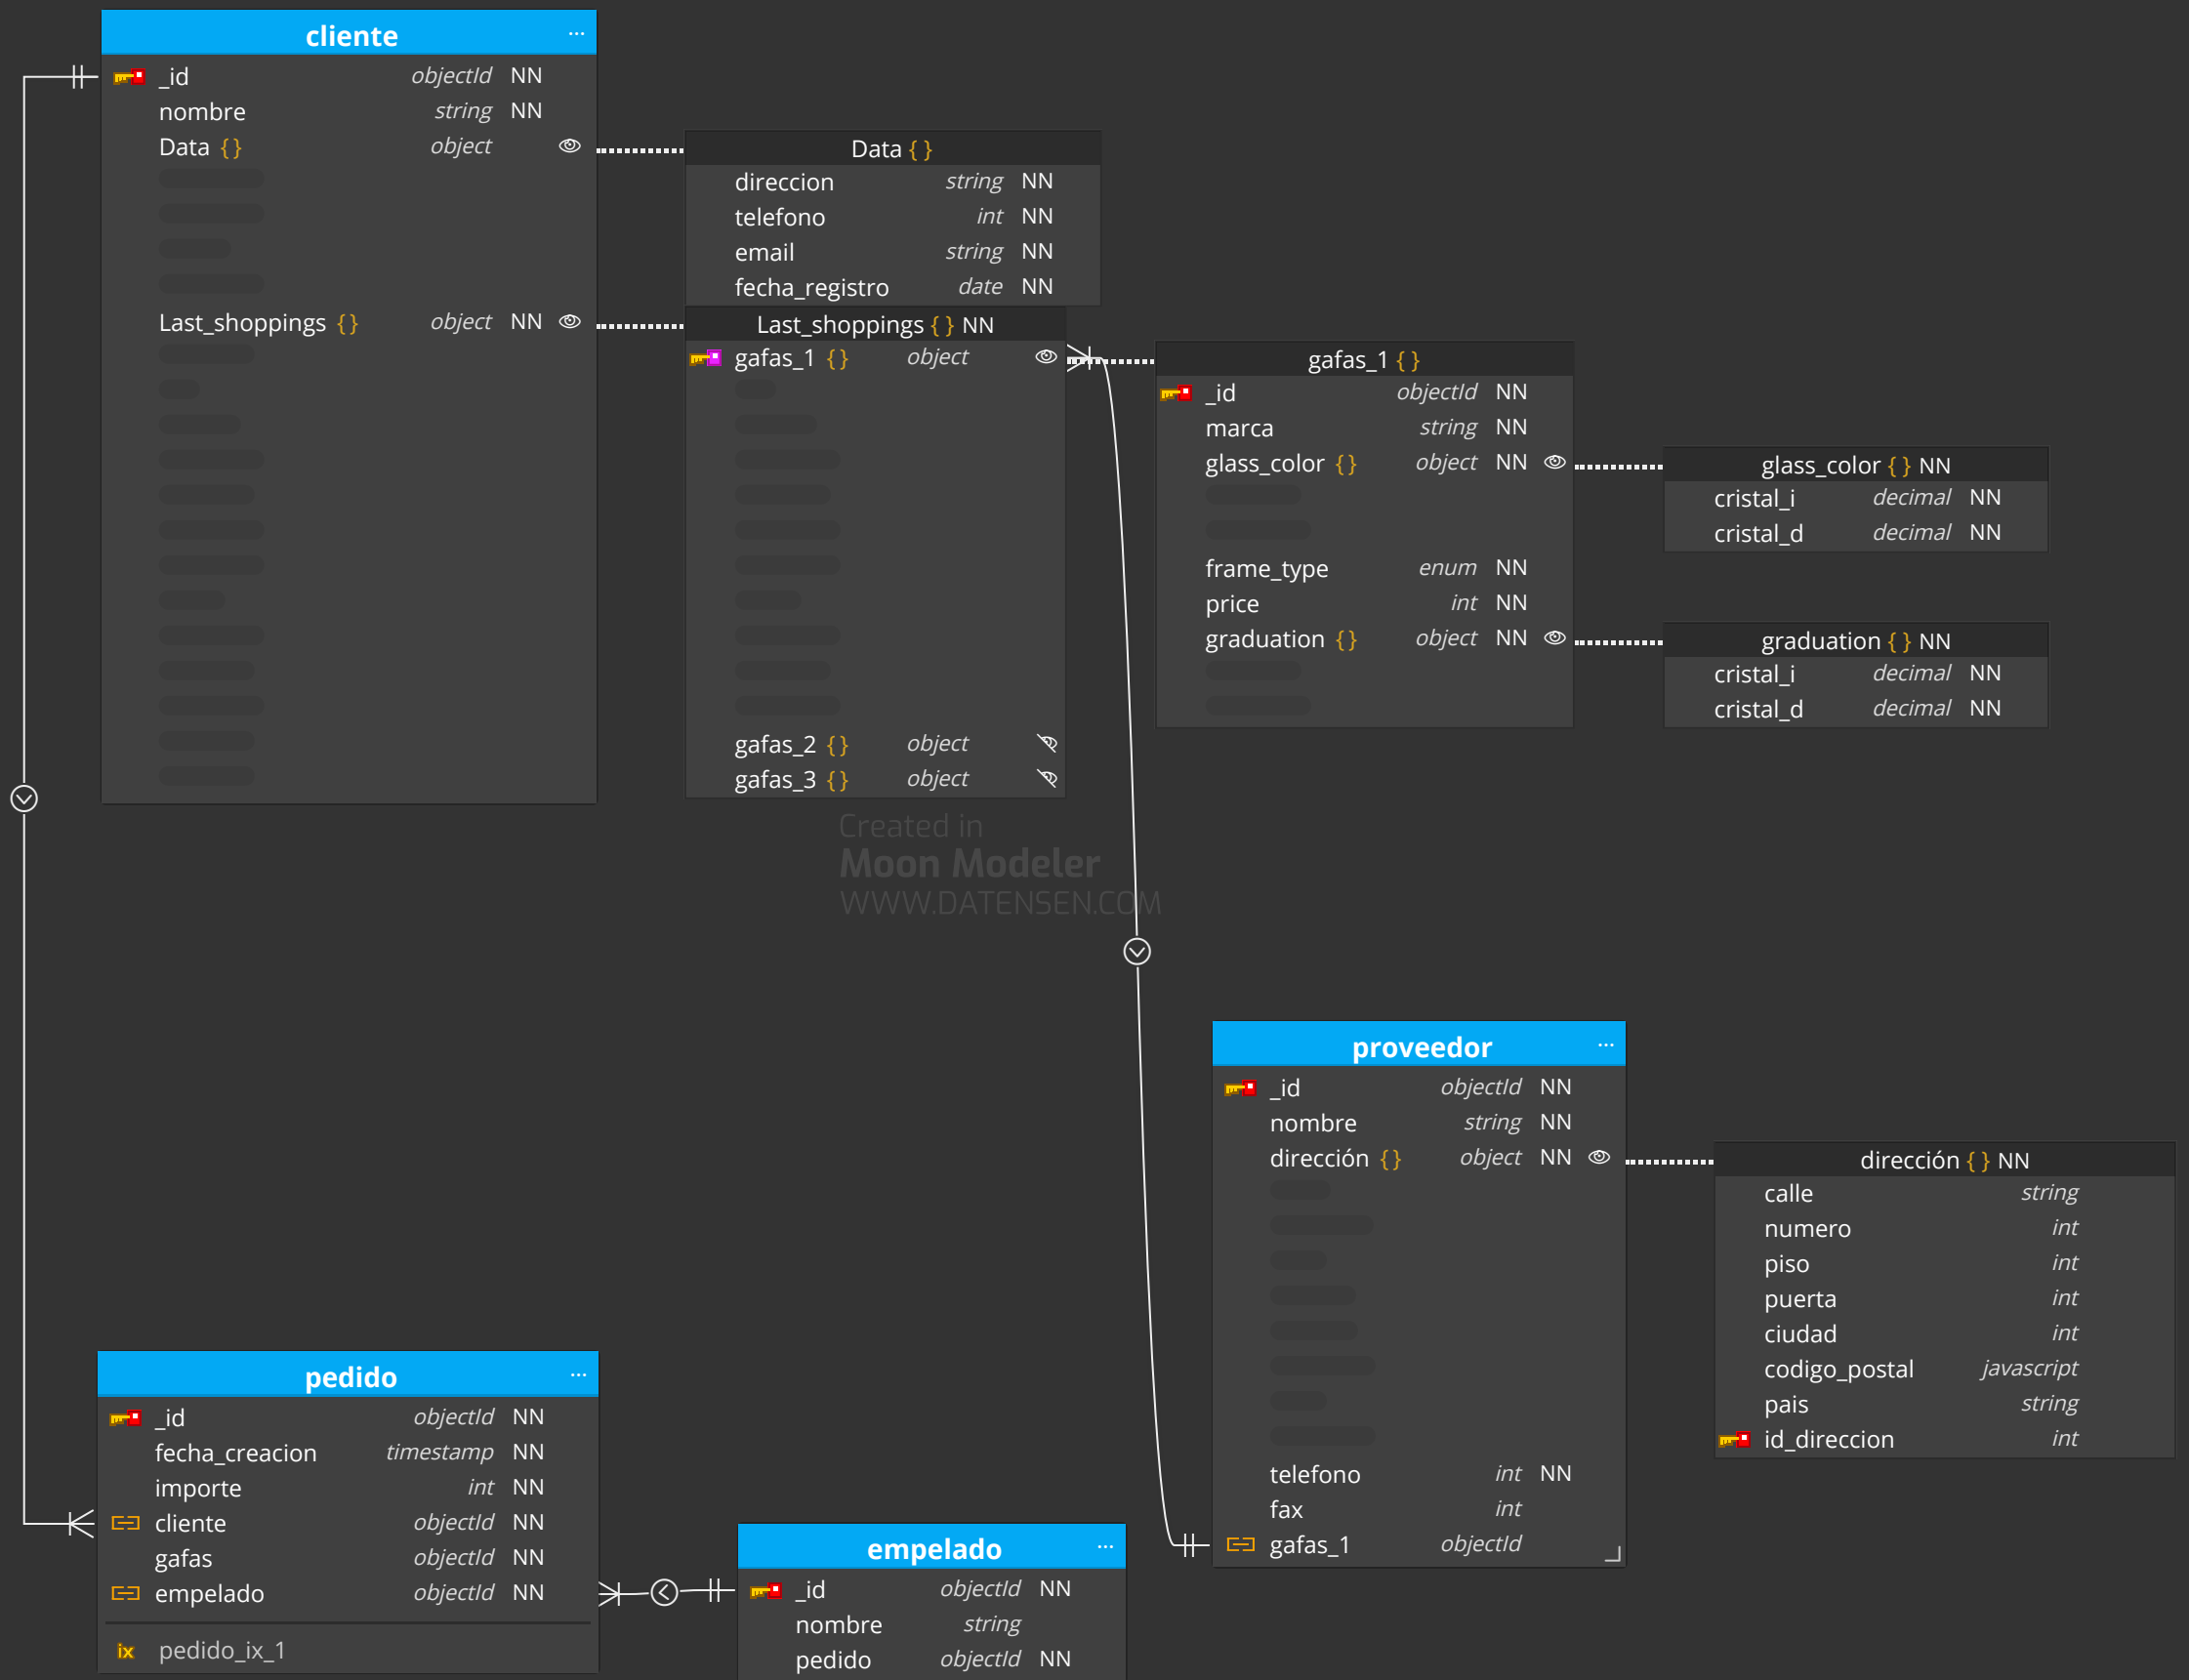 cliente ...
_id objectId NN
nombre string NN
Data {} object
Last_shoppings {} object NN
Data {}
direccion string NN
telefono int NN
email string NN
fecha_registro date NN
Last_shoppings {} NN
gafas_1 {} object
gafas_2 {} object
gafas_3 {} object
gafas_1 {}
_id objectId NN
marca string NN
glass_color {} object NN
frame_type enum NN
price int NN
graduation {} object NN
glass_color {} NN
cristal_i decimal NN
cristal_d decimal NN
graduation {} NN
cristal_i decimal NN
cristal_d decimal NN
Created in
Moon Modeler
WWW.DATENSEN.COM
proveedor ...
_id objectId NN
nombre string NN
dirección {} object NN
telefono int NN
fax int
gafas_1 objectId
dirección {} NN
calle string
numero int
piso int
puerta int
ciudad int
codigo_postal javascript
pais string
id_direccion int
pedido ...
_id objectId NN
fecha_creacion timestamp NN
importe int NN
cliente objectId NN
gafas objectId NN
empelado objectId NN
ix pedido_ix_1
empelado ...
_id objectId NN
nombre string
pedido objectId NN